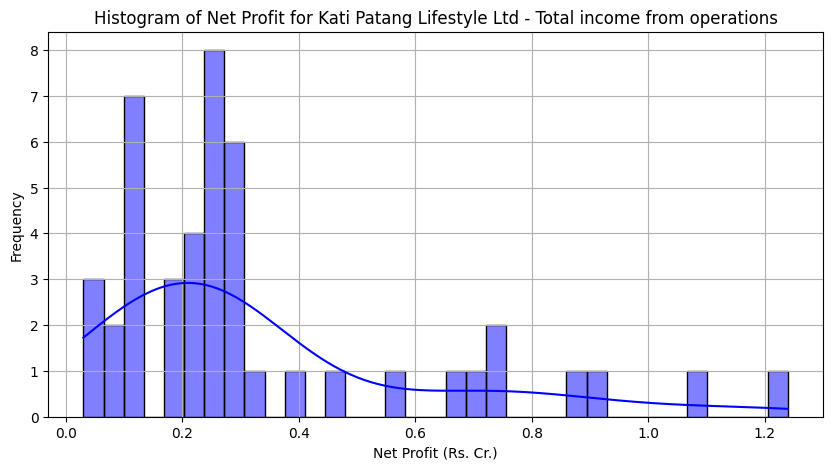 Histogram of Net Profit for Kati Patang Lifestyle Ltd - Total income from operations
8
7
6
5
4
3
2
1
0
Frequency
0.0 0.2 0.4 0.6 0.8 1.0 1.2
Net Profit (Rs. Cr.)